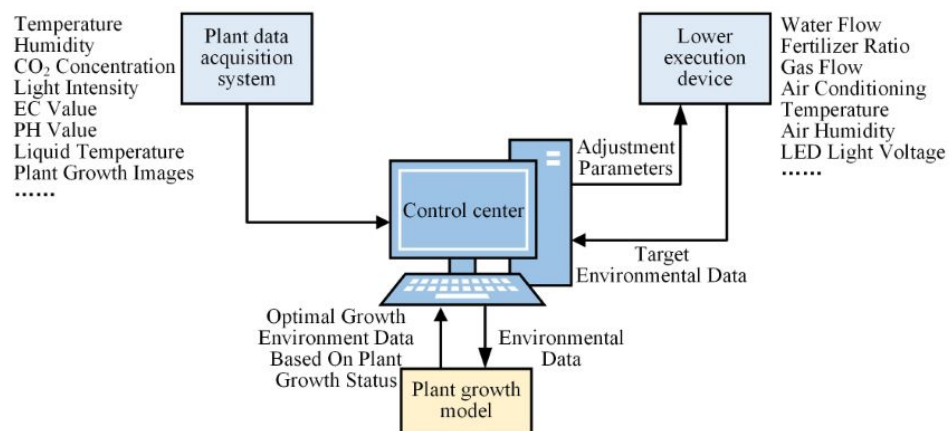 Temperature
Humidity
CO₂ Concentration
Light Intensity
EC Value
PH Value
Liquid Temperature
Plant Growth Images
······
Plant data
acquisition
system
Lower
execution
device
Water Flow
Fertilizer Ratio
Gas Flow
Air Conditioning
Temperature
Air Humidity
LED Light Voltage
······
Adjustment
Parameters
Control center
Target
Environmental Data
Optimal Growth
Environment Data
Based On Plant
Growth Status
Environmental
Data
Plant growth
model